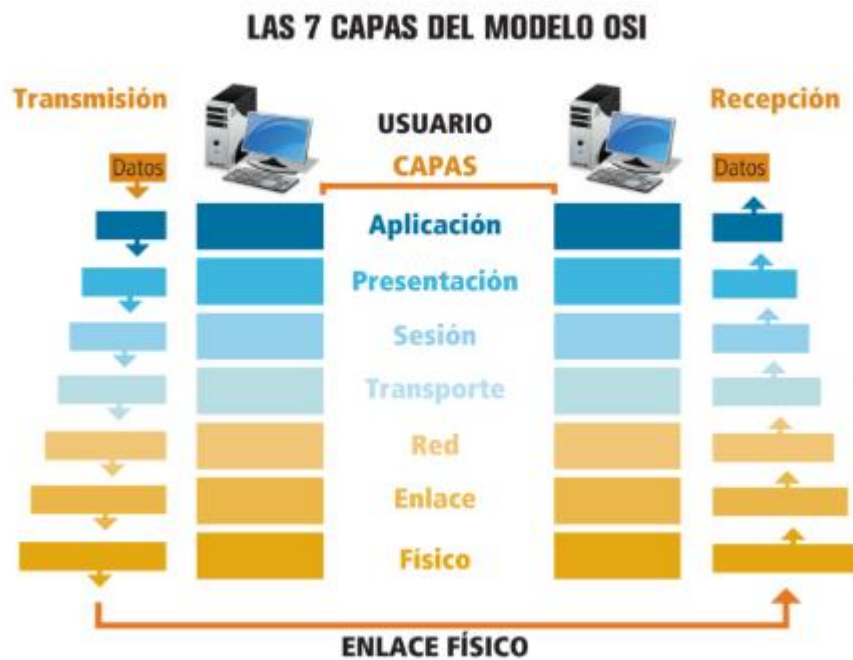 LAS 7 CAPAS DEL MODELO OSI
Transmisión
Recepción
USUARIO
Datos
CAPAS
Datos
Aplicación
Presentación
Sesión
Transporte
Red
Enlace
Físico
ENLACE FÍSICO